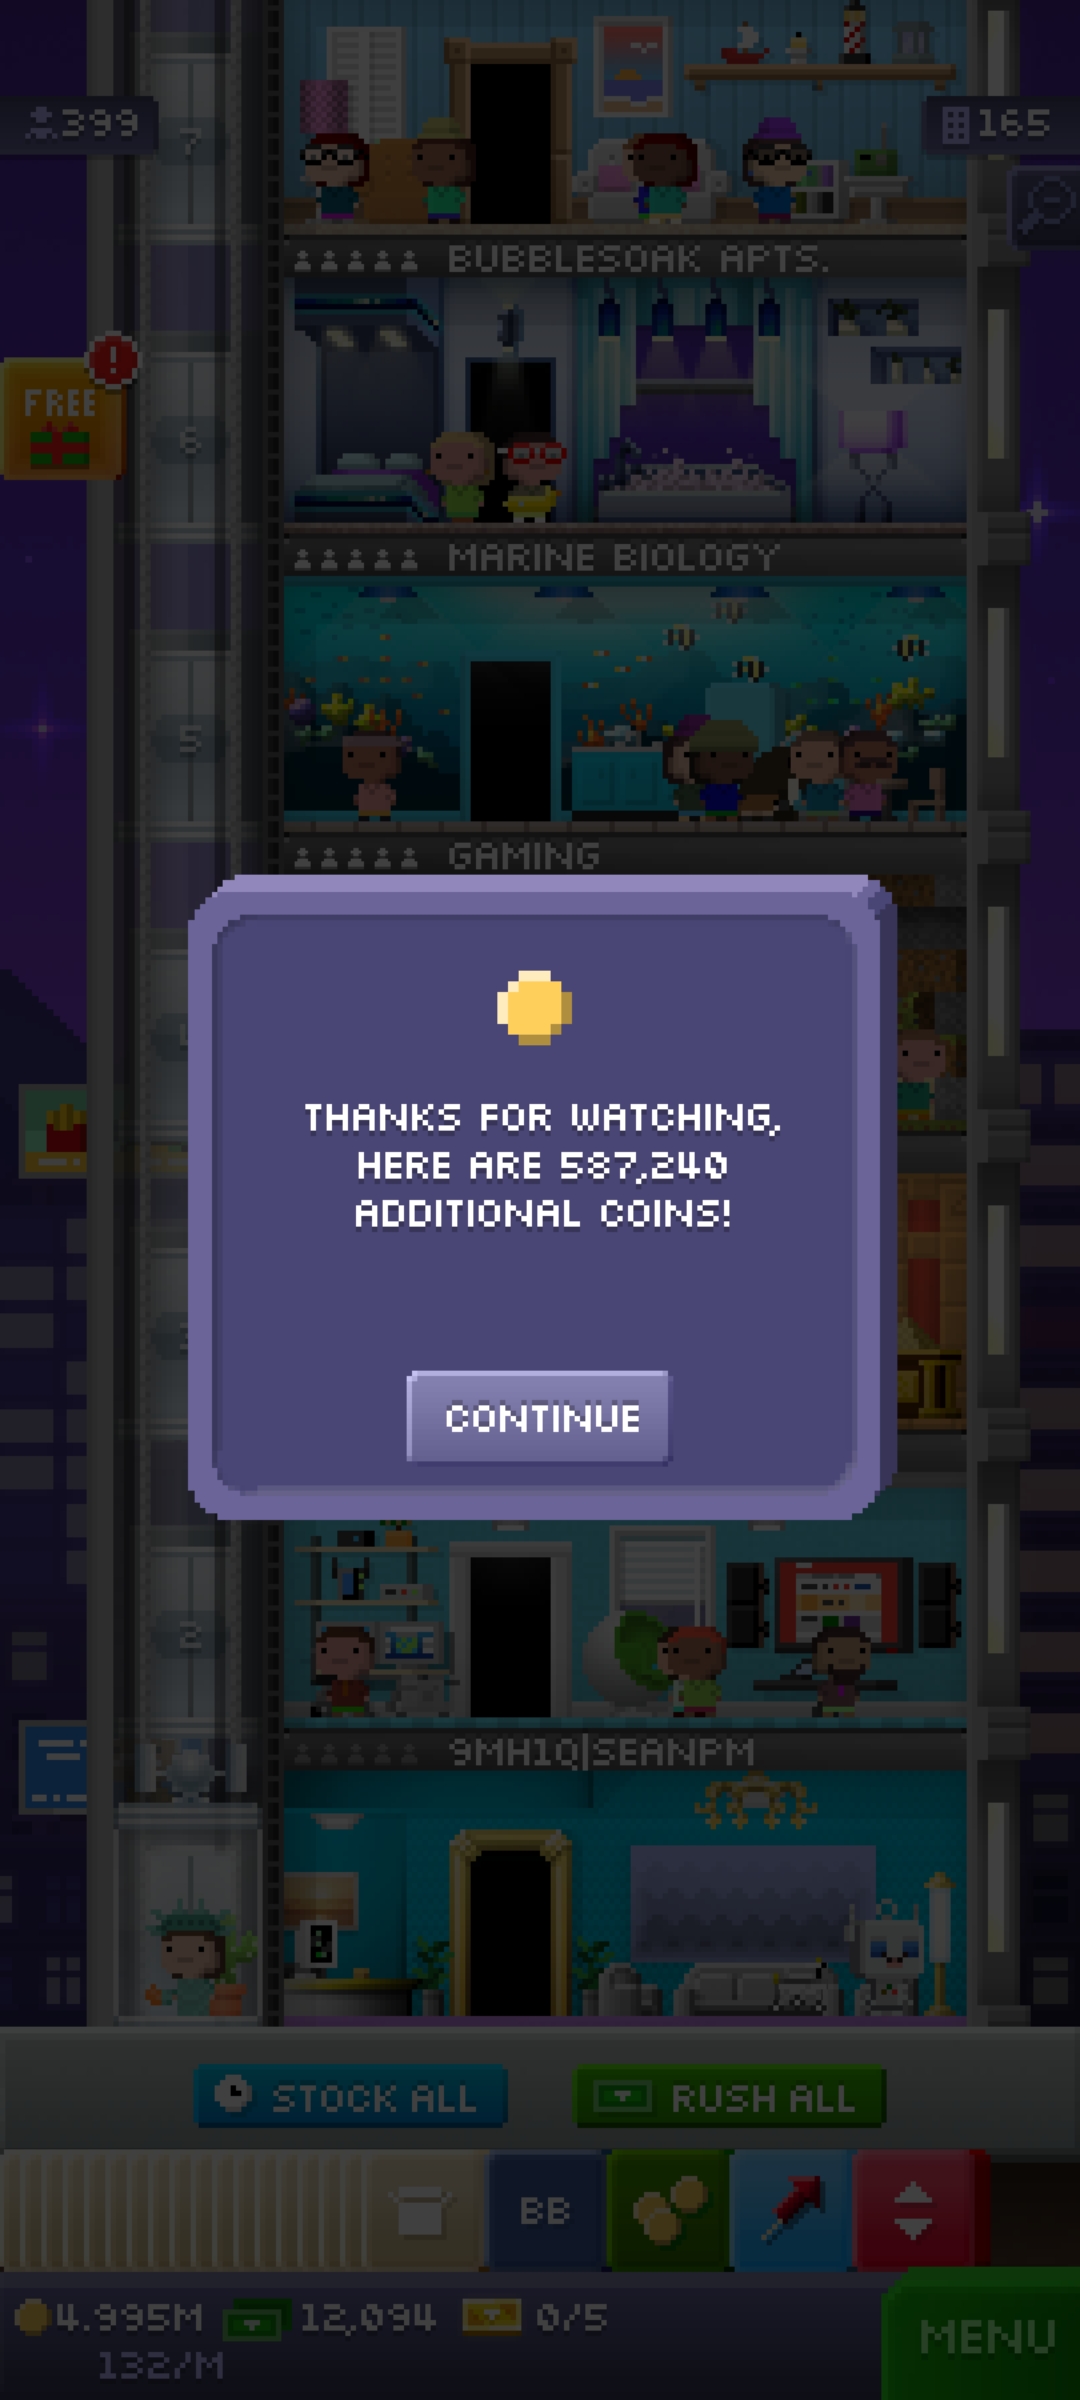 7
399
165
BUBBLESOAK APTS.
FREE
!
6
MARINE BIOLOGY
5
GAMING
THANKS FOR WATCHING,
HERE ARE 587,240
ADDITIONAL COINS!
CONTINUE
2
9MH1Q|SEANPM
STOCK ALL
RUSH ALL
BB
4.995M
12,094
0/5
132/M
MENU